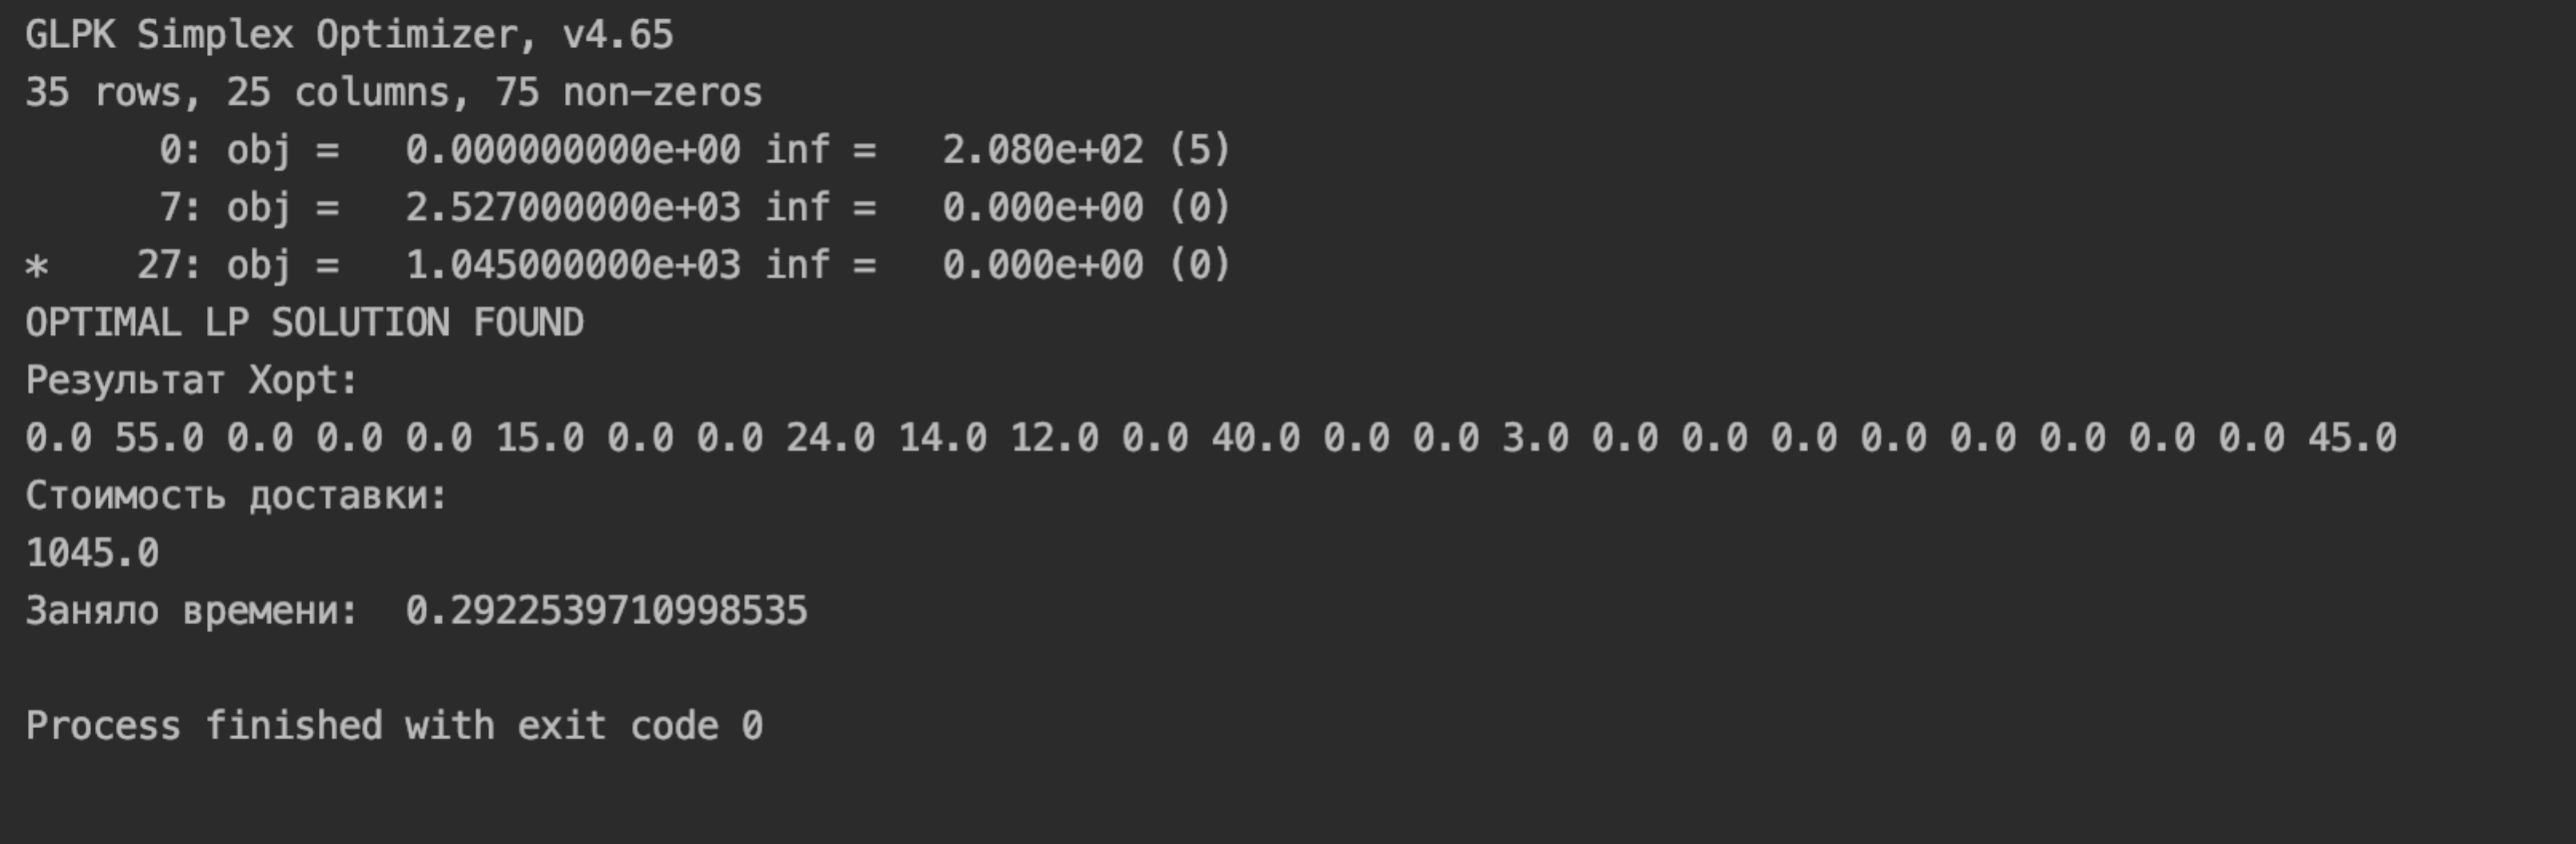 GLPK Simplex Optimizer, v4.65
35 rows, 25 columns, 75 non-zeros
0: obj = 0.000000000e+00 inf = 2.080e+02 (5)
7: obj = 2.527000000e+03 inf = 0.000e+00 (0)
* 27: obj = 1.045000000e+03 inf = 0.000e+00 (0)
OPTIMAL LP SOLUTION FOUND
Результат Xopt:
0.0 55.0 0.0 0.0 0.0 15.0 0.0 0.0 24.0 14.0 12.0 0.0 40.0 0.0 0.0 3.0 0.0 0.0 0.0 0.0 0.0 0.0 0.0 0.0 45.0
Стоимость доставки:
1045.0
Заняло времени: 0.2922539710998535
Process finished with exit code 0